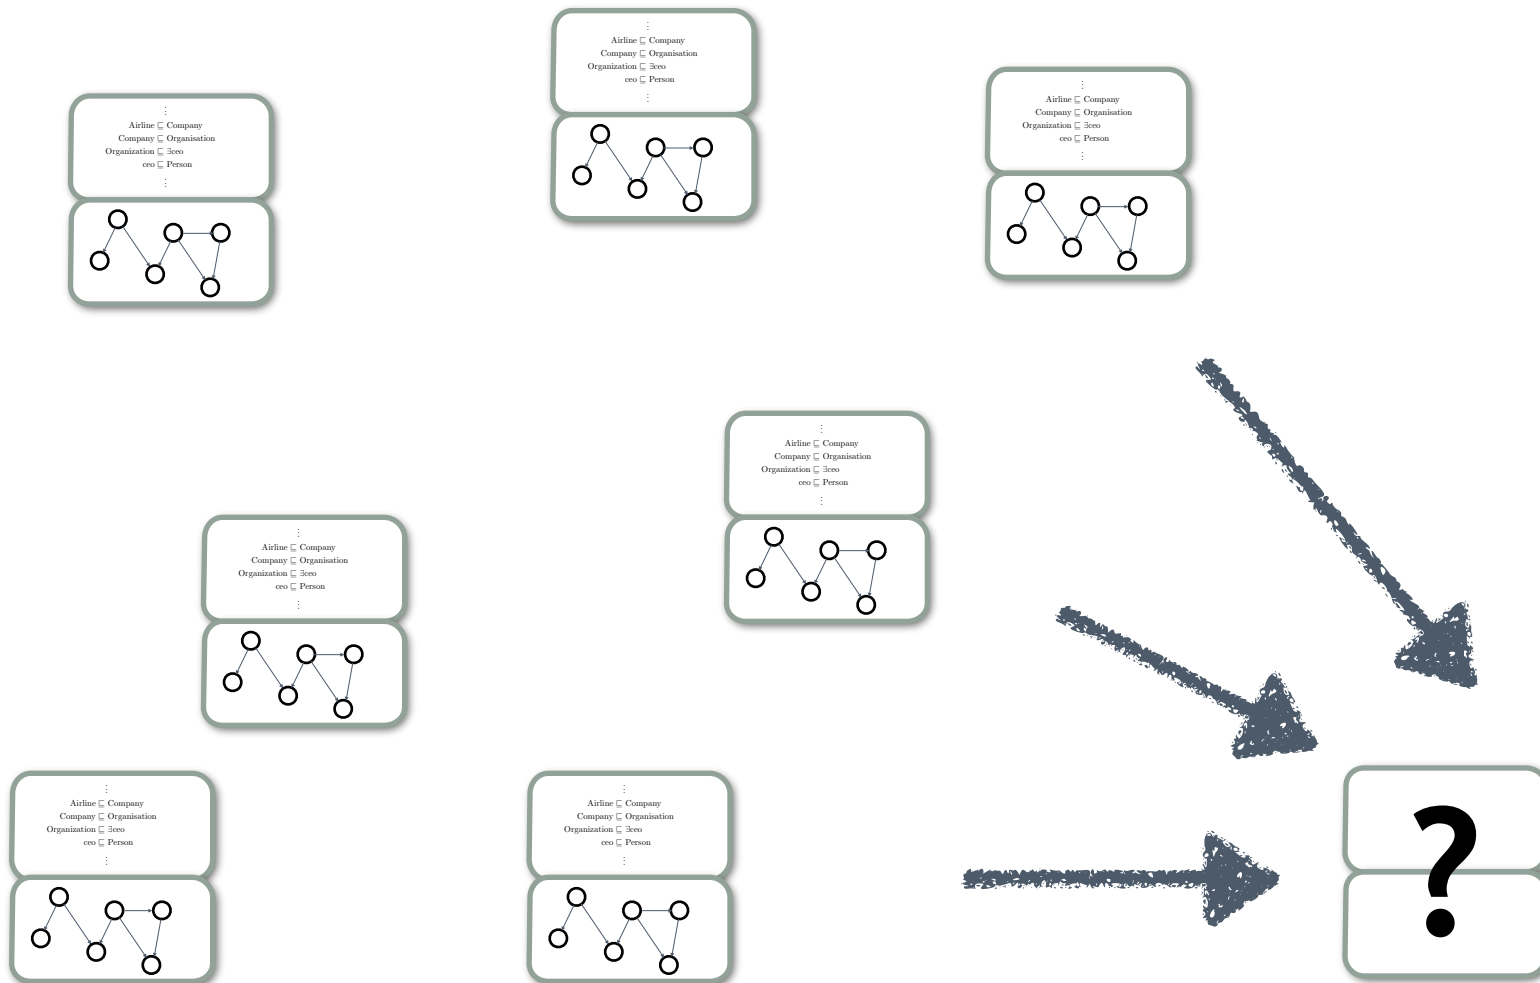 ⋮
Airline ⊑ Company
Company ⊑ Organisation
Organization ⊑ ∃ceo
ceo ⊑ Person
⋮
⋮
Airline ⊑ Company
Company ⊑ Organisation
Organization ⊑ ∃ceo
ceo ⊑ Person
⋮
⋮
Airline ⊑ Company
Company ⊑ Organisation
Organization ⊑ ∃ceo
ceo ⊑ Person
⋮
⋮
Airline ⊑ Company
Company ⊑ Organisation
Organization ⊑ ∃ceo
ceo ⊑ Person
⋮
⋮
Airline ⊑ Company
Company ⊑ Organisation
Organization ⊑ ∃ceo
ceo ⊑ Person
⋮
⋮
Airline ⊑ Company
Company ⊑ Organisation
Organization ⊑ ∃ceo
ceo ⊑ Person
⋮
⋮
Airline ⊑ Company
Company ⊑ Organisation
Organization ⊑ ∃ceo
ceo ⊑ Person
⋮
?